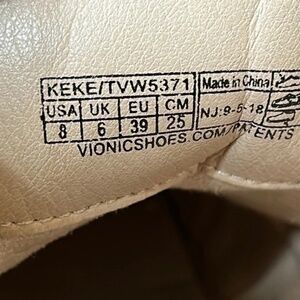 KEKE/TVW5371 Made in China
USA UK EU CM
8 6 39 25 NJ:9-5-18
VIONICSHOES.COM/PATENTS